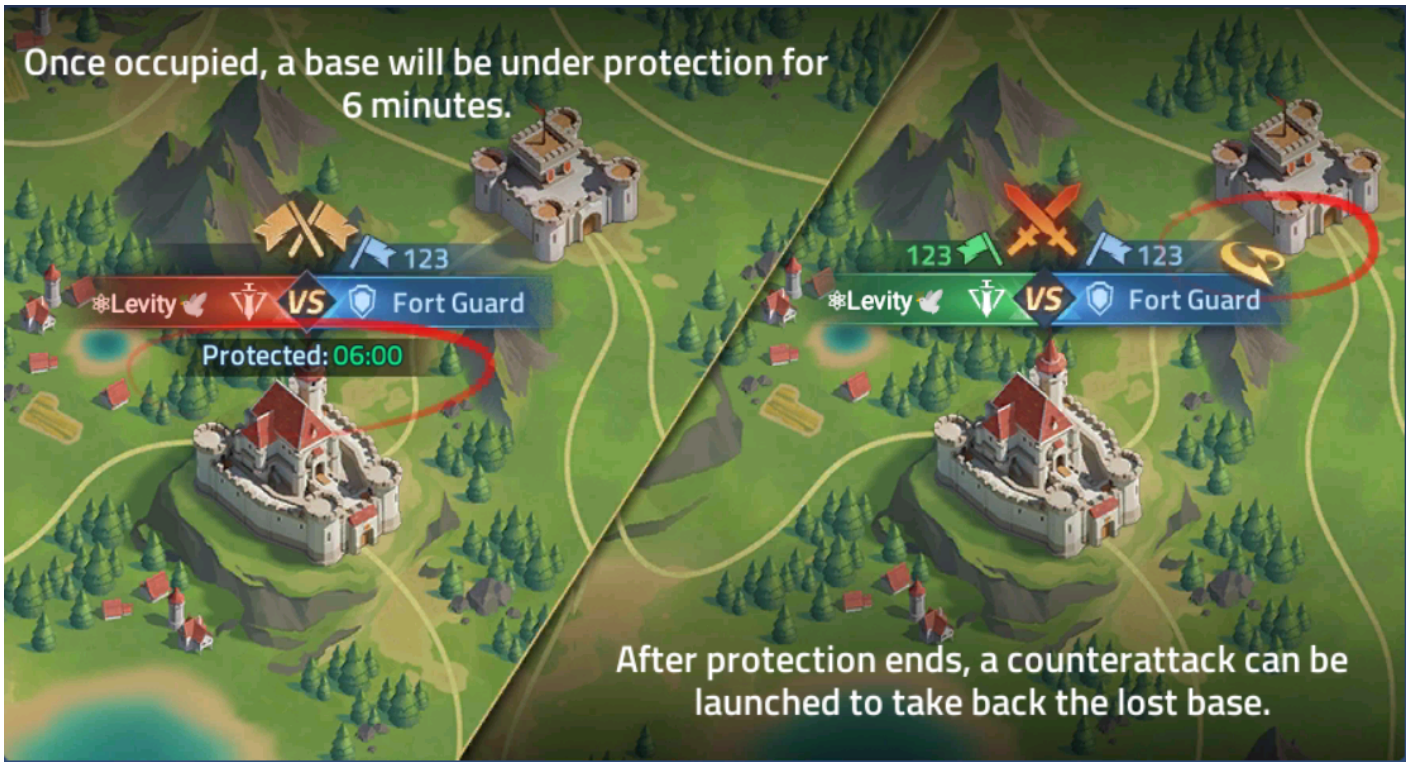 Once occupied, a base will be under protection for
6 minutes.
123
⚛Levity🕊 VS Fort Guard
Protected: 06:00
123 123
⚛Levity🕊 VS Fort Guard
After protection ends, a counterattack can be
launched to take back the lost base.